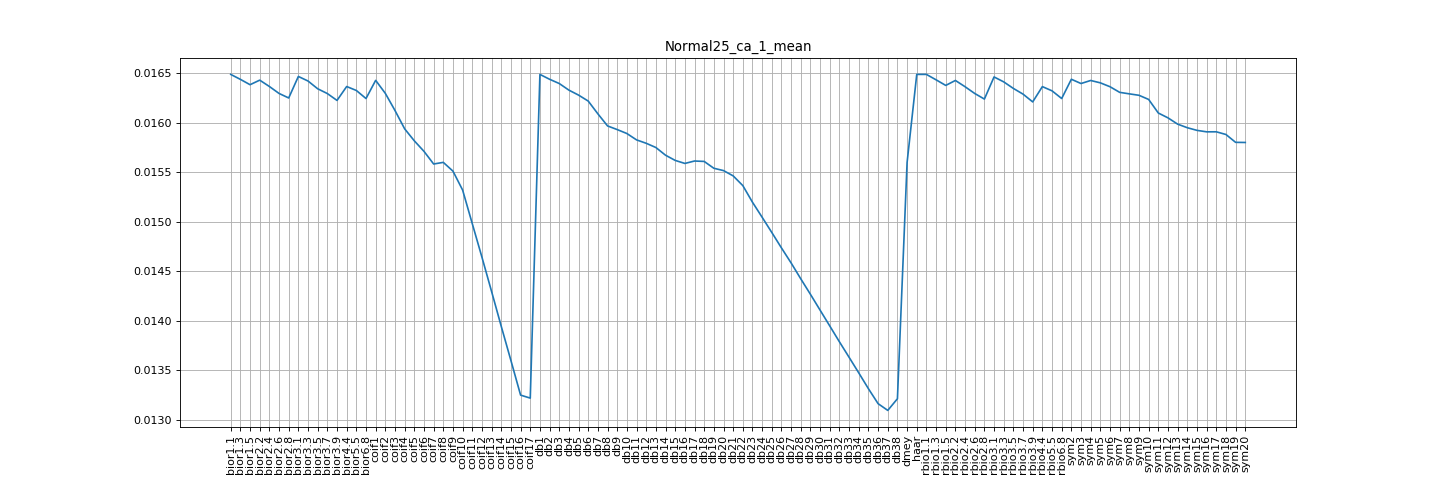 Normal25_ca_1_mean
0.0165
0.0160
0.0155
0.0150
0.0145
0.0140
0.0135
0.0130
bior1.1
bior1.3
bior1.5
bior2.2
bior2.4
bior2.6
bior2.8
bior3.1
bior3.3
bior3.5
bior3.7
bior3.9
bior4.4
bior5.5
bior6.8
coif1
coif2
coif3
coif4
coif5
coif6
coif7
coif8
coif9
coif10
coif11
coif12
coif13
coif14
coif15
coif16
coif17
db1
db2
db3
db4
db5
db6
db7
db8
db9
db10
db11
db12
db13
db14
db15
db16
db17
db18
db19
db20
db21
db22
db23
db24
db25
db26
db27
db28
db29
db30
db31
db32
db33
db34
db35
db36
db37
db38
dmey
haar
rbio1.1
rbio1.3
rbio1.5
rbio2.2
rbio2.4
rbio2.6
rbio2.8
rbio3.1
rbio3.3
rbio3.5
rbio3.7
rbio3.9
rbio4.4
rbio5.5
rbio6.8
sym2
sym3
sym4
sym5
sym6
sym7
sym8
sym9
sym10
sym11
sym12
sym13
sym14
sym15
sym16
sym17
sym18
sym19
sym20